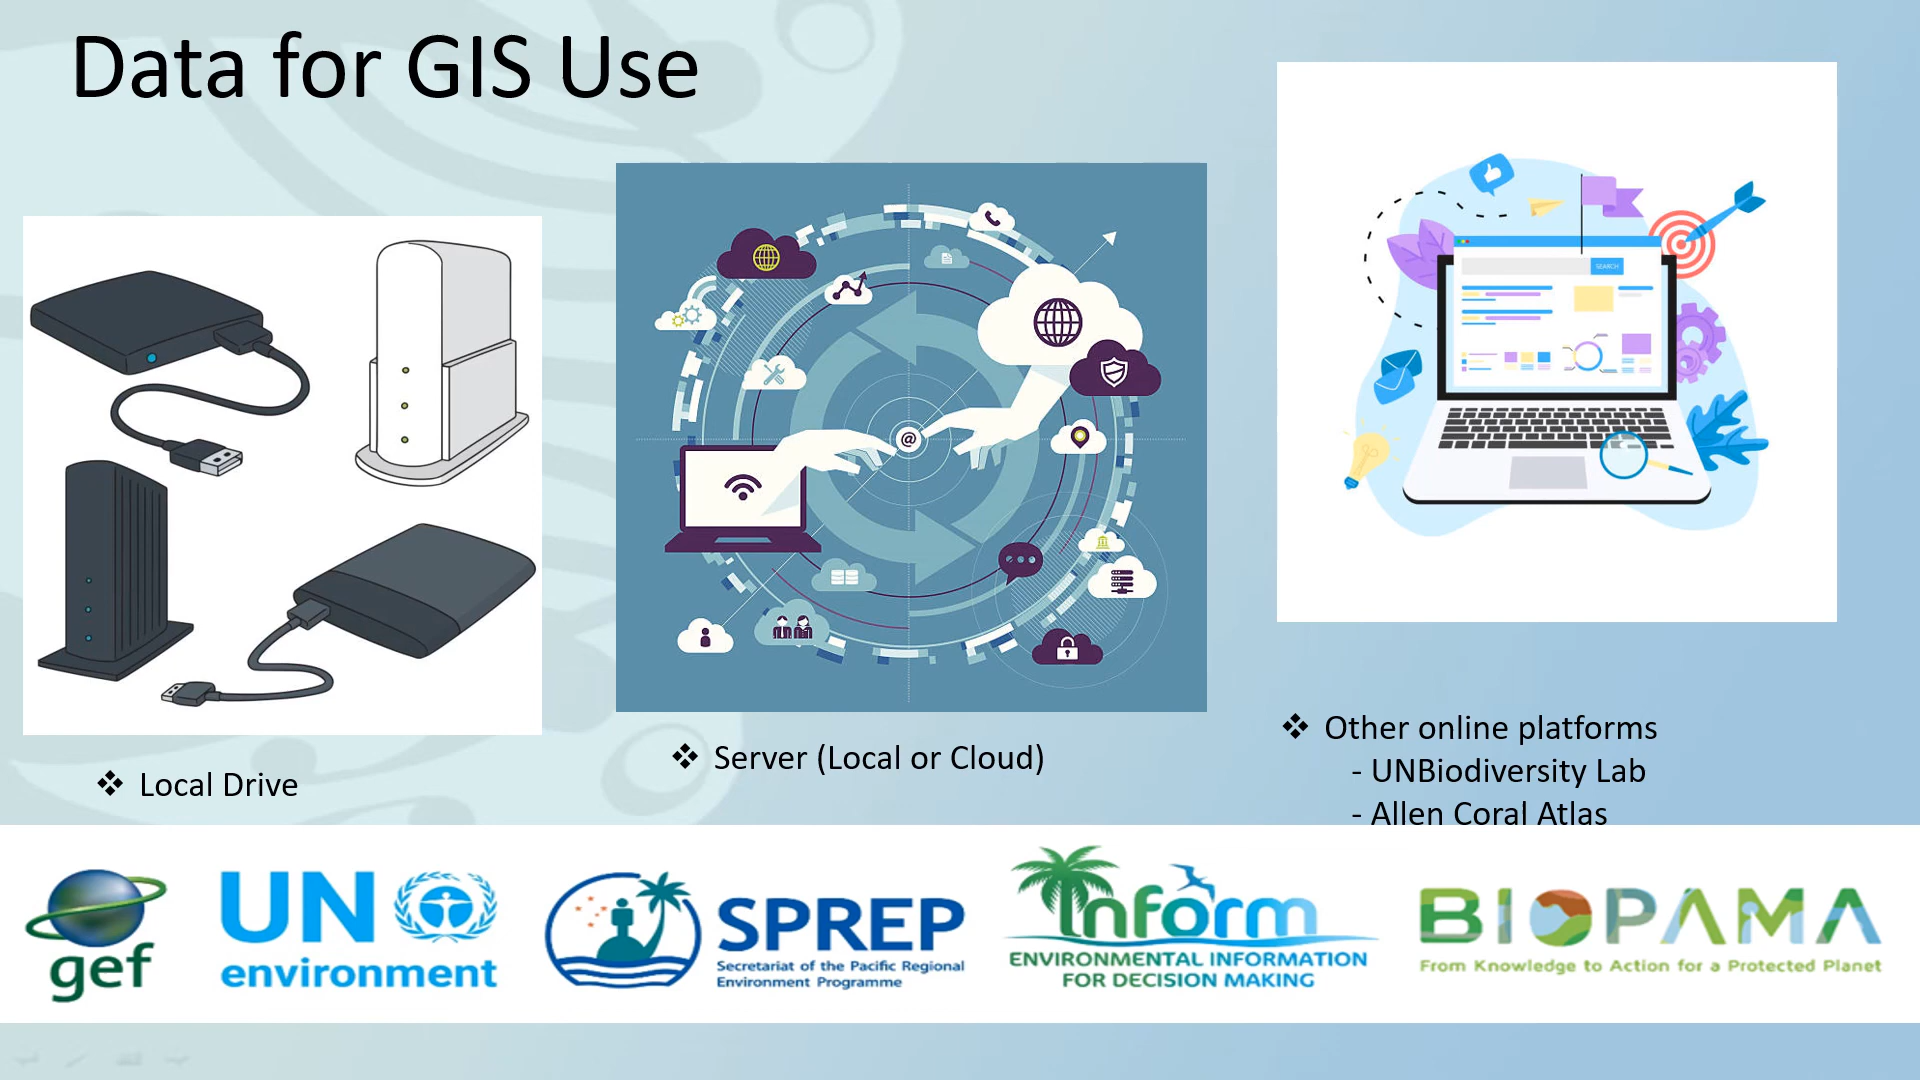 Data for GIS Use
SEARCH
@
❖ Local Drive
❖ Server (Local or Cloud)
❖ Other online platforms
- UNBiodiversity Lab
- Allen Coral Atlas
gef
UN
environment
SPREP
Secretariat of the Pacific Regional
Environment Programme
Inform
ENVIRONMENTAL INFORMATION
FOR DECISION MAKING
BIOPAMA
From Knowledge to Action for a Protected Planet